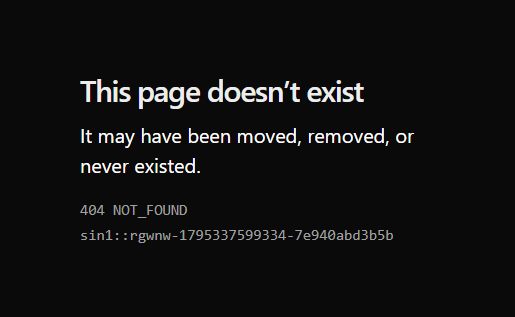 This page doesn’t exist
It may have been moved, removed, or
never existed.
404 NOT_FOUND
sin1::rgwnw-1795337599334-7e940abd3b5b